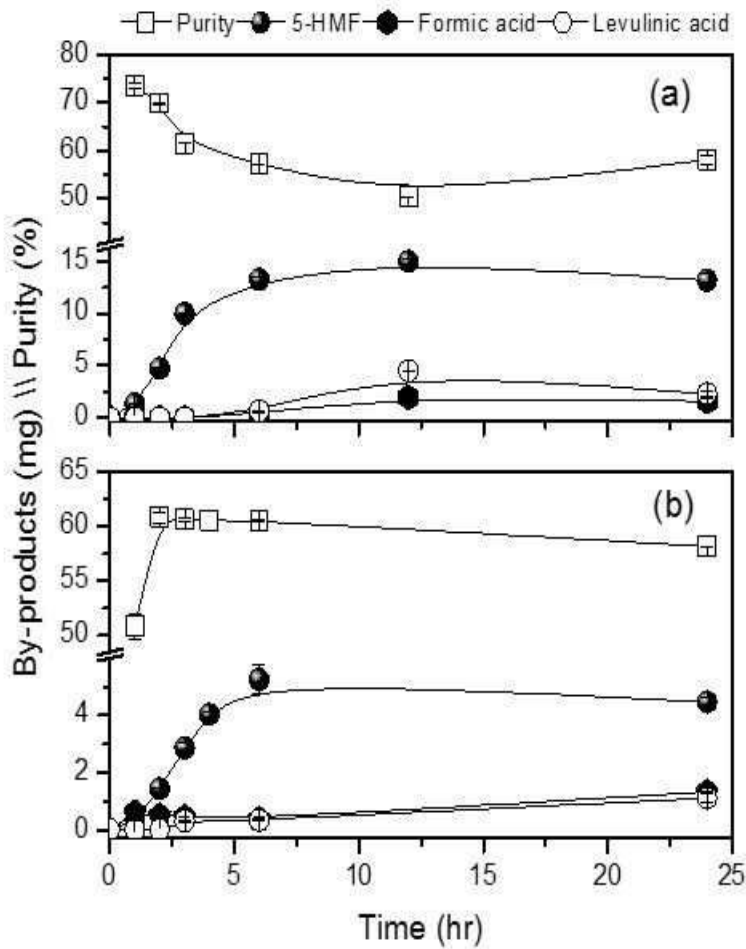 Purity 5-HMF Formic acid Levulinic acid
80
(a)
70
60
50
15
10
5
0
65
(b)
60
55
50
4
2
0
0 5 10 15 20 25
Time (hr)
By-products (mg) \\ Purity (%)